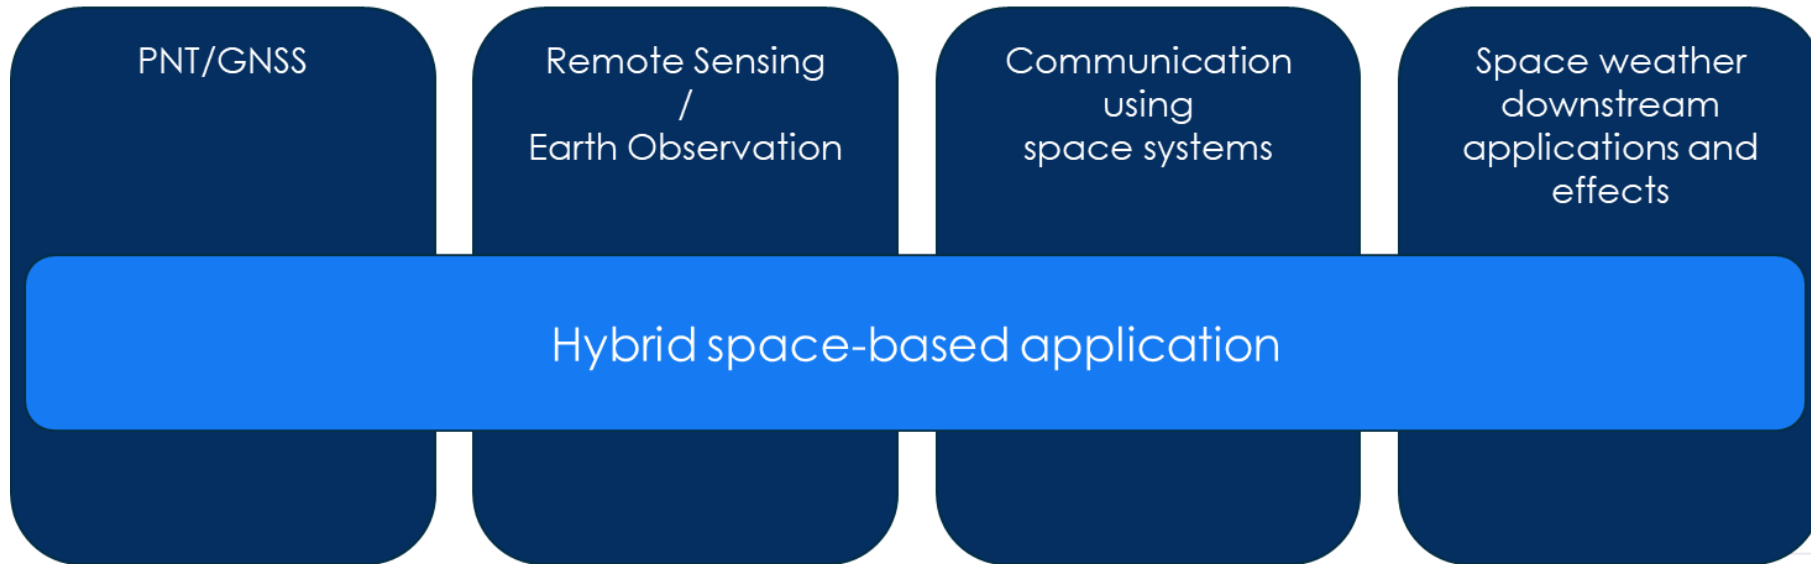 PNT/GNSS
Remote Sensing
/
Earth Observation
Communication
using
space systems
Space weather
downstream
applications and
effects
Hybrid space-based application